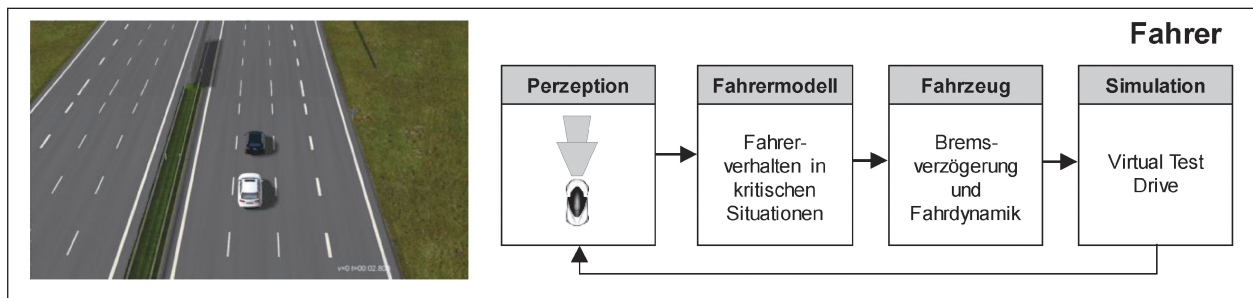 Fahrer
Perzeption
Fahrermodell
Fahrer-
verhalten in
kritischen
Situationen
Fahrzeug
Brems-
verzögerung
und
Fahrdynamik
Simulation
Virtual Test
Drive